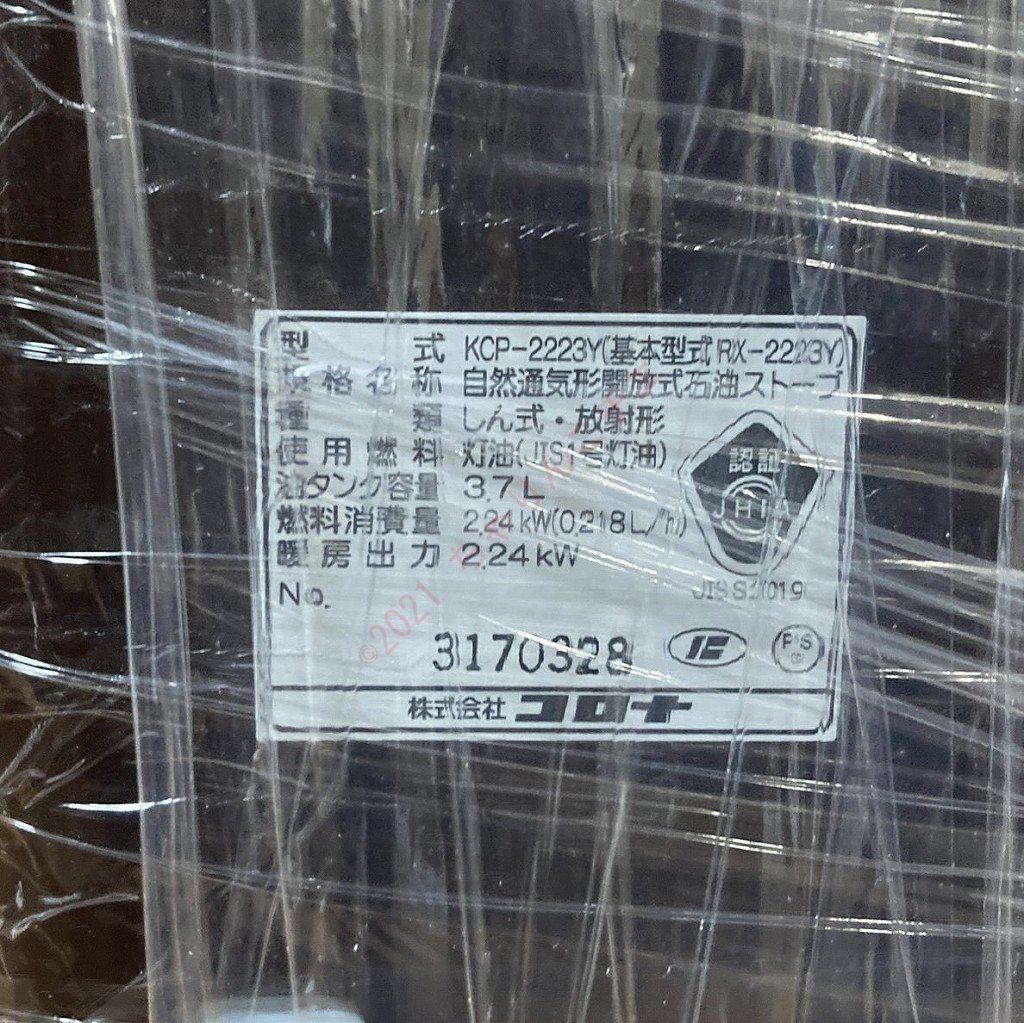 型 式 KCP-2223Y(基本型式 RX-2223Y)
規格名称 自然通気形開放式石油ストーブ
種 類 しん式・放射形
使用燃料 灯油(JIS1号灯油)
油タンク容量 3.7L
燃料消費量 2.24kW(0.218L/h)
暖房出力 2.24kW
認証
JHIA
JIS S 2019
No.
3170328
PS
株式会社 コロナ
©2021